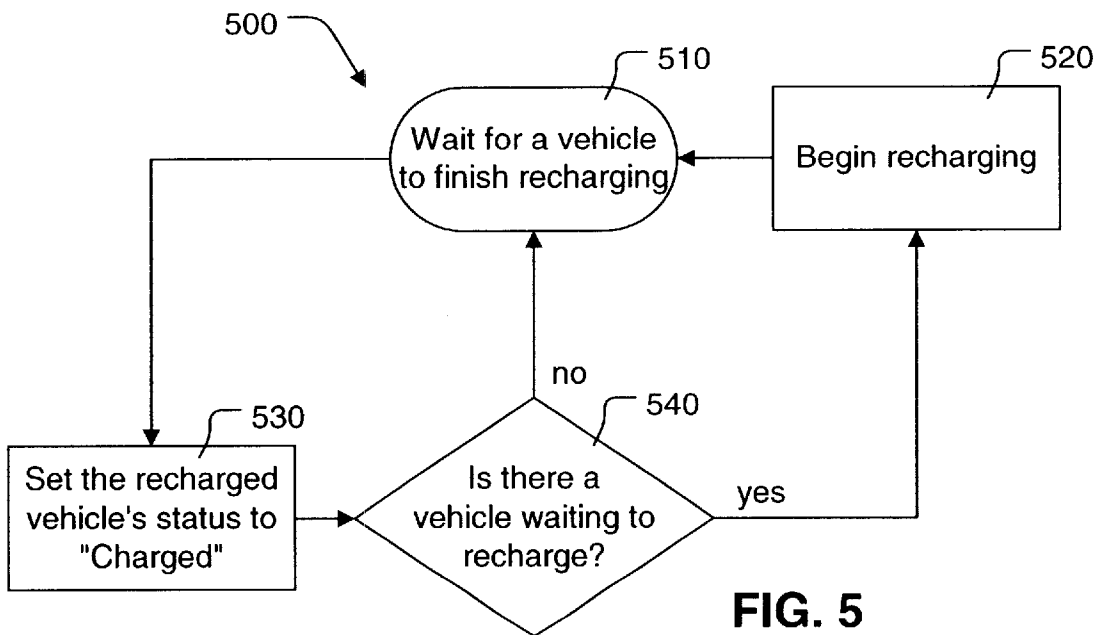 500
510
520
Wait for a vehicle
to finish recharging
Begin recharging
no
530
540
Set the recharged
vehicle's status to
"Charged"
Is there a
vehicle waiting to
recharge?
yes
FIG. 5